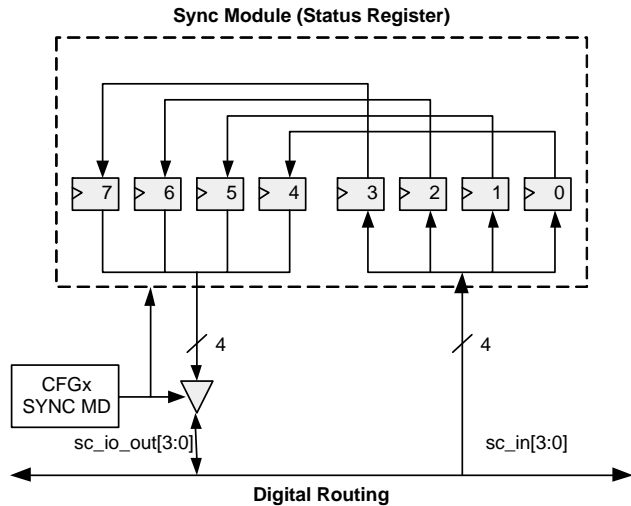 Sync Module (Status Register)
7 6 5 4 3 2 1 0
4 4
CFGx
SYNC MD
sc_io_out[3:0] sc_in[3:0]
Digital Routing